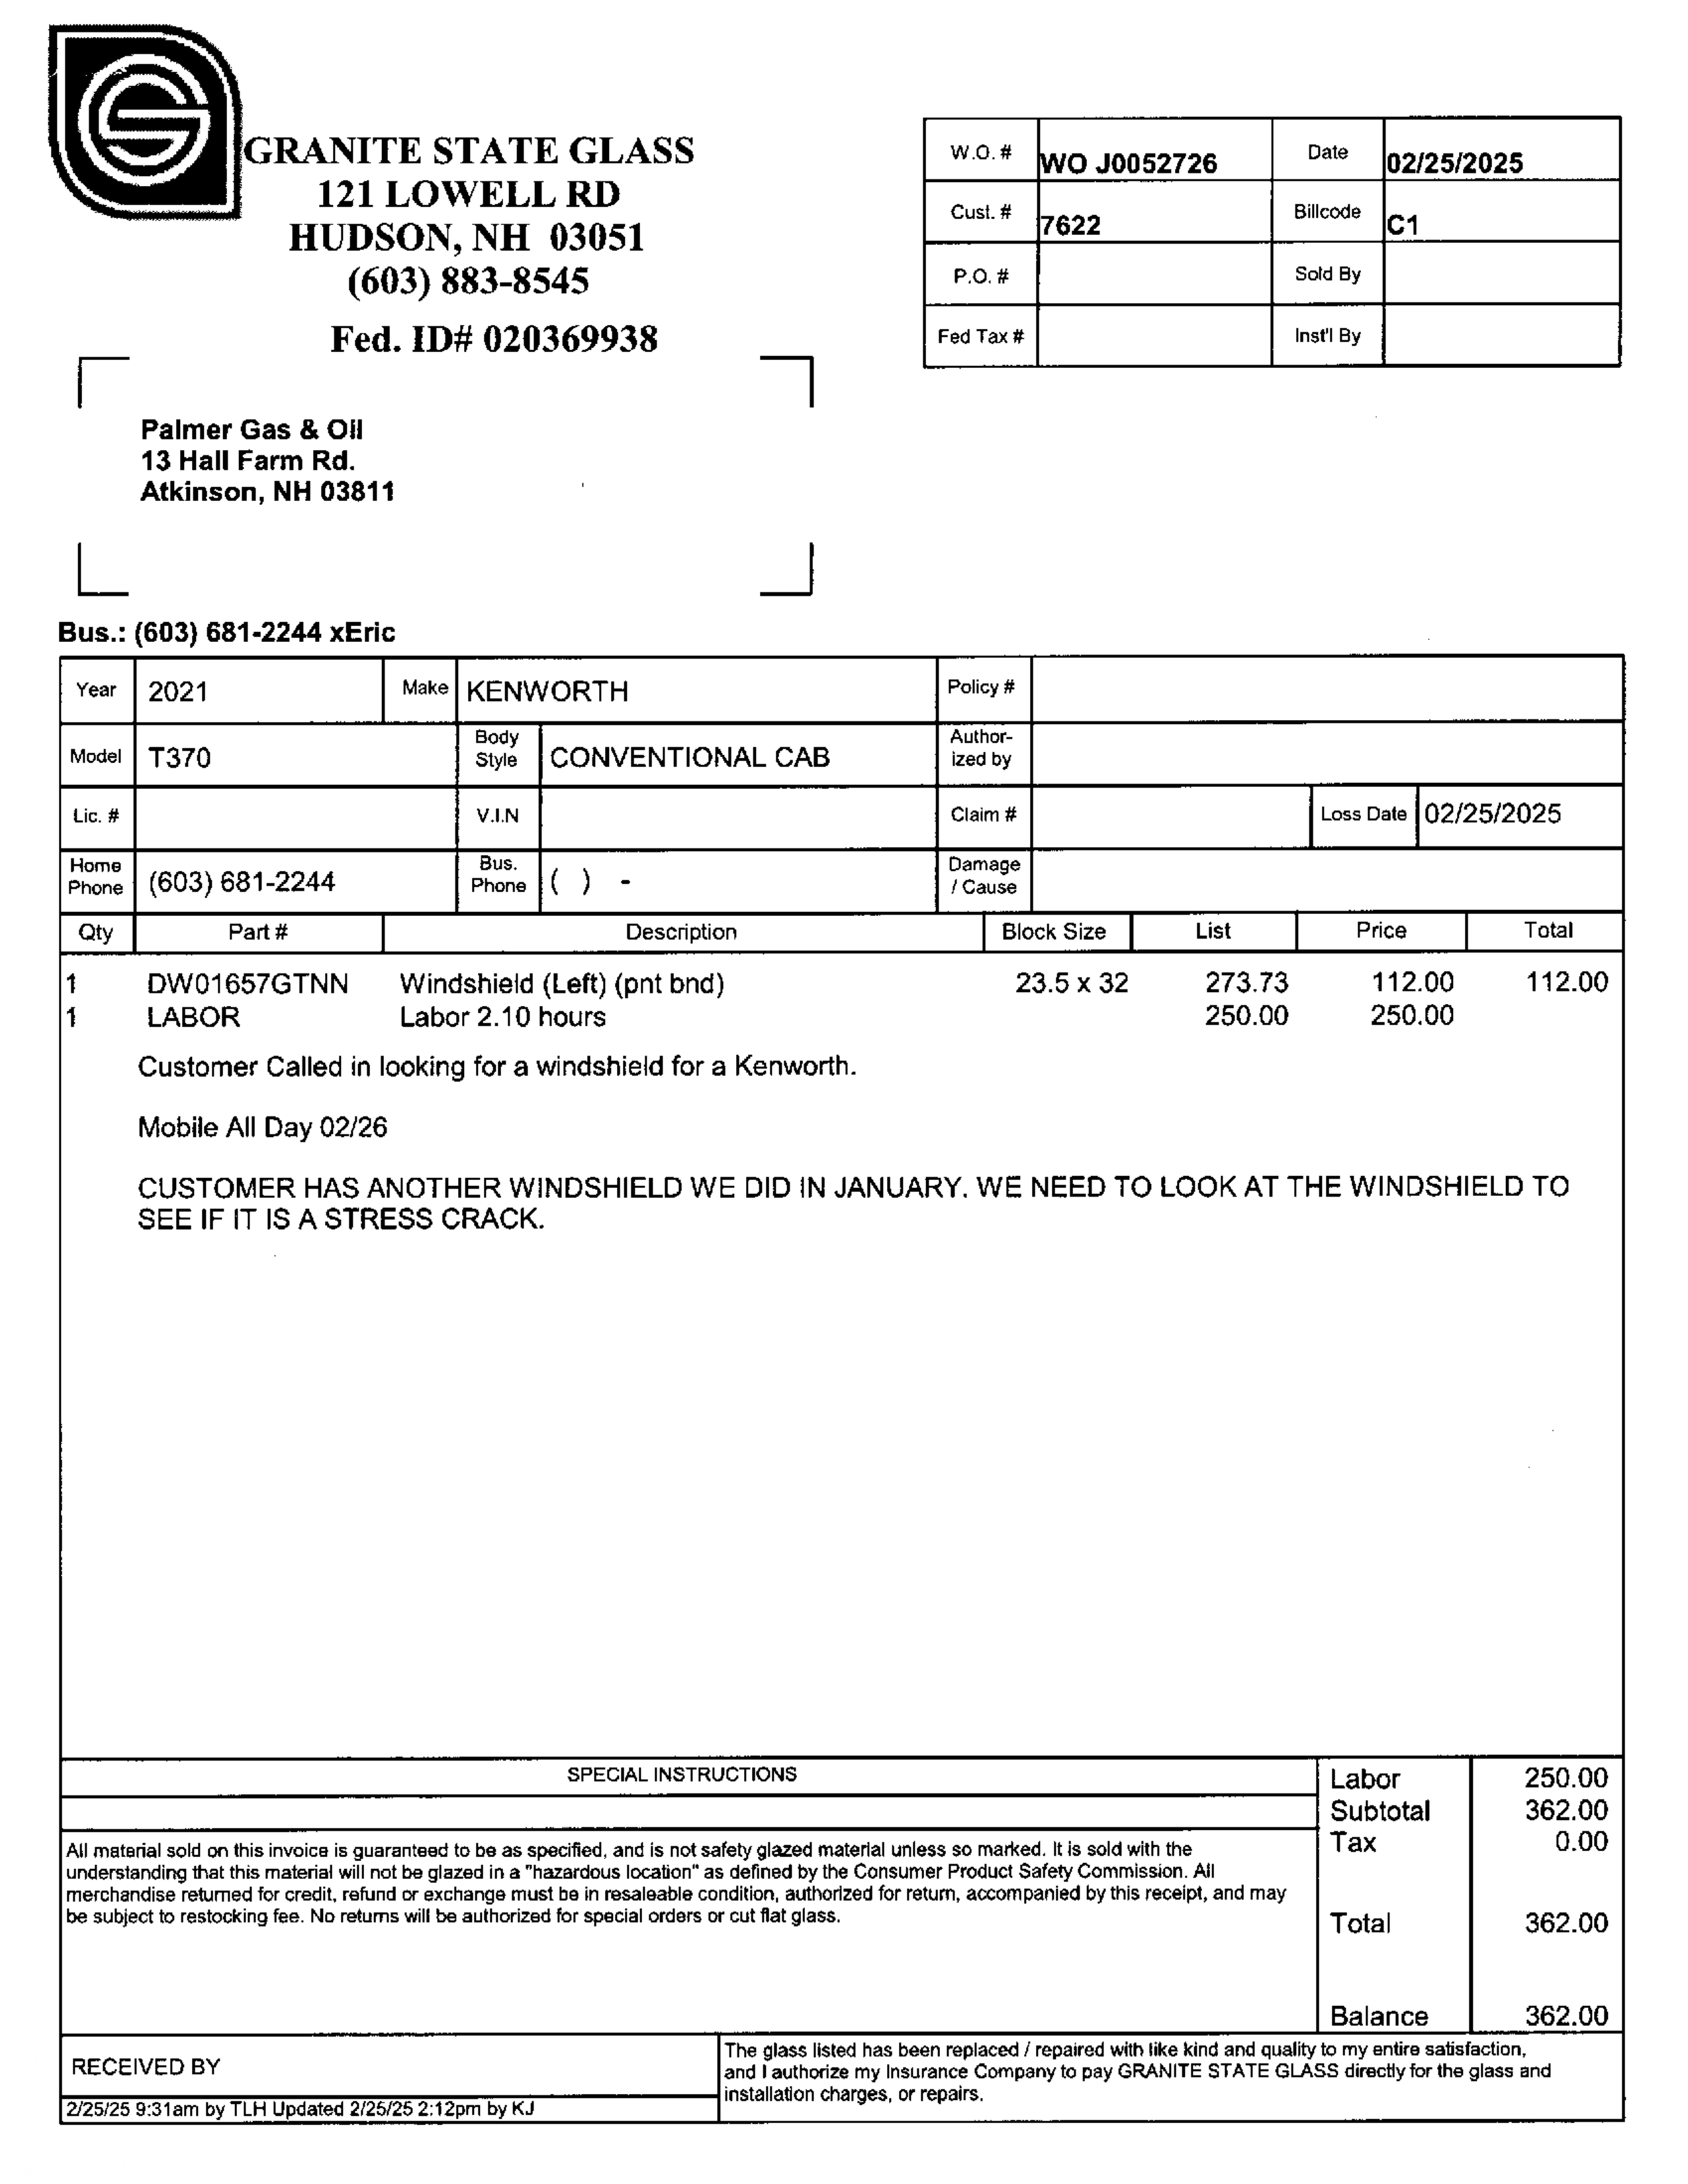 GRANITE STATE GLASS
121 LOWELL RD
HUDSON, NH 03051
(603) 883-8545
Fed. ID# 020369938
W.O. # WO J0052726 Date 02/25/2025
Cust. # 7622 Billcode C1
P.O. # Sold By
Fed Tax # Inst'l By
Palmer Gas & Oil
13 Hall Farm Rd.
Atkinson, NH 03811
Bus.: (603) 681-2244 xEric
Year 2021 Make KENWORTH Policy #
Model T370 Body Style CONVENTIONAL CAB Author-ized by
Lic. # V.I.N Claim # Loss Date 02/25/2025
Home Phone (603) 681-2244 Bus. Phone ( ) - Damage / Cause
Qty Part # Description Block Size List Price Total
1 DW01657GTNN Windshield (Left) (pnt bnd) 23.5 x 32 273.73 112.00 112.00
1 LABOR Labor 2.10 hours 250.00 250.00
Customer Called in looking for a windshield for a Kenworth.
Mobile All Day 02/26
CUSTOMER HAS ANOTHER WINDSHIELD WE DID IN JANUARY. WE NEED TO LOOK AT THE WINDSHIELD TO
SEE IF IT IS A STRESS CRACK.
SPECIAL INSTRUCTIONS
All material sold on this invoice is guaranteed to be as specified, and is not safety glazed material unless so marked. It is sold with the
understanding that this material will not be glazed in a "hazardous location" as defined by the Consumer Product Safety Commission. All
merchandise returned for credit, refund or exchange must be in resaleable condition, authorized for return, accompanied by this receipt, and may
be subject to restocking fee. No returns will be authorized for special orders or cut flat glass.
Labor 250.00
Subtotal 362.00
Tax 0.00
Total 362.00
Balance 362.00
RECEIVED BY
2/25/25 9:31am by TLH Updated 2/25/25 2:12pm by KJ
The glass listed has been replaced / repaired with like kind and quality to my entire satisfaction,
and I authorize my Insurance Company to pay GRANITE STATE GLASS directly for the glass and
installation charges, or repairs.